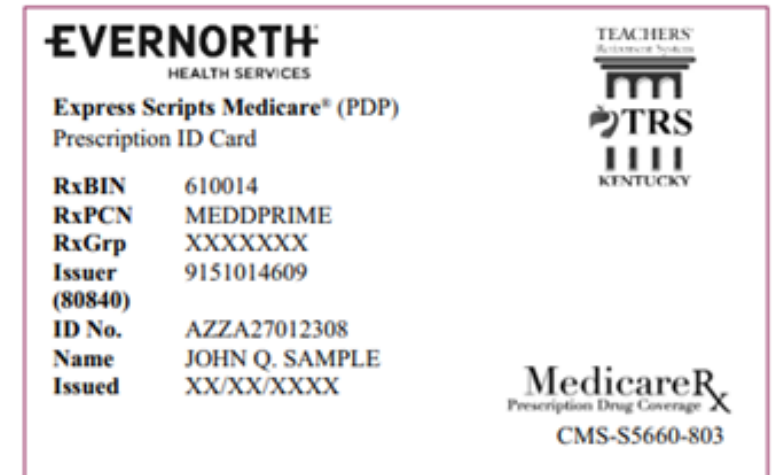 EVERNORTH
HEALTH SERVICES
Express Scripts Medicare® (PDP)
Prescription ID Card
RxBIN 610014
RxPCN MEDDPRIME
RxGrp XXXXXXX
Issuer 9151014609
(80840)
ID No. AZZA27012308
Name JOHN Q. SAMPLE
Issued XX/XX/XXXX
TEACHERS'
Retirement System
TRS
KENTUCKY
MedicareRx
Prescription Drug Coverage
CMS-S5660-803